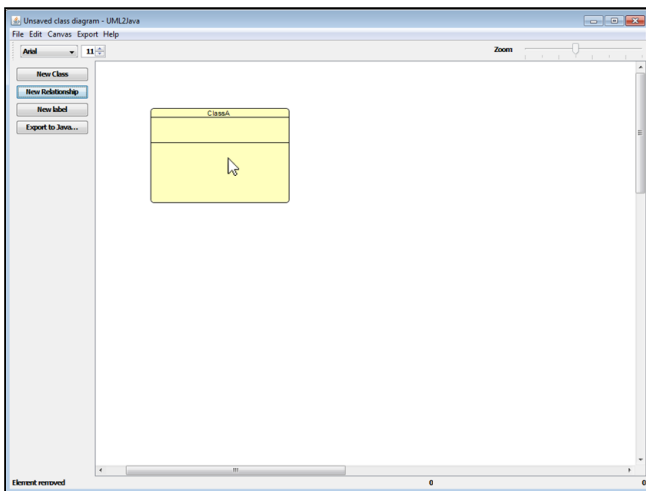 Unsaved class diagram - UML2Java
File Edit Canvas Export Help
Arial 11 Zoom
New Class
New Relationship
New label
Export to Java...
ClassA
Element removed 0 0